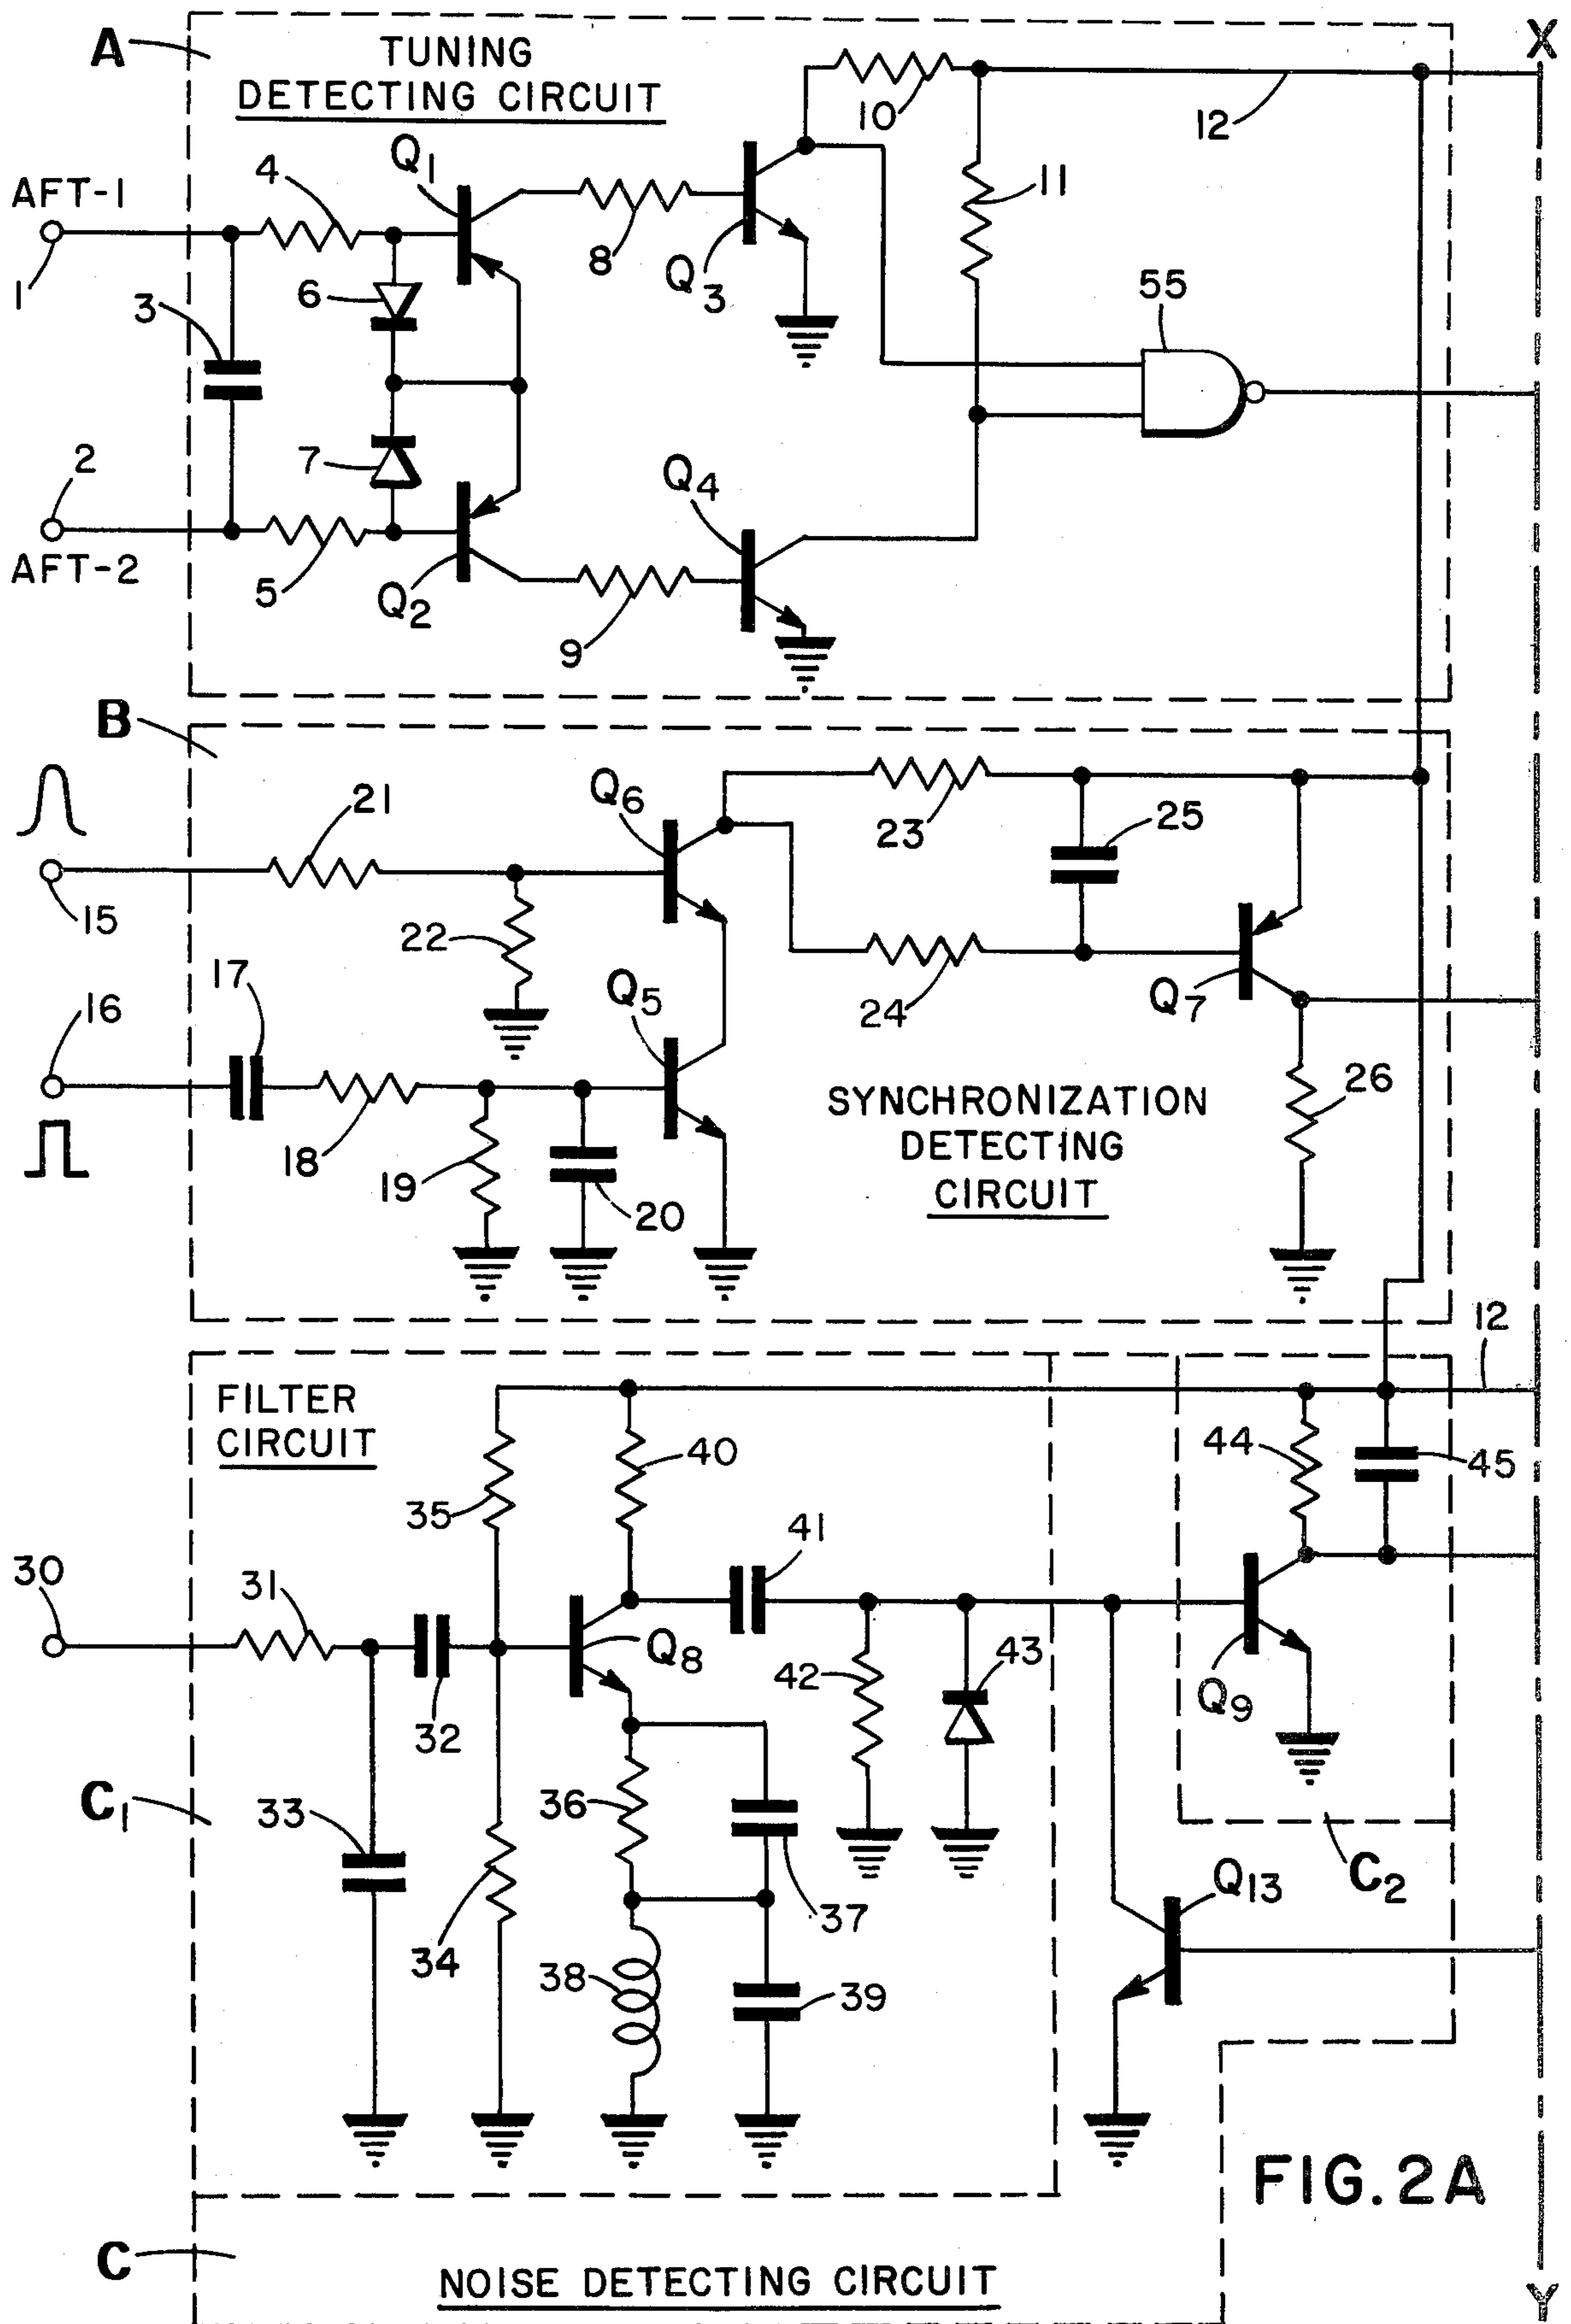 A
TUNING
DETECTING CIRCUIT
X
10
12
Q1
4
AFT-1
11
8
Q3
1
6
3
55
2
7
Q4
AFT-2
5
Q2
9
B
Q6
21
23
25
15
22
17
Q5
16
24
Q7
26
SYNCHRONIZATION
DETECTING
CIRCUIT
18
19
20
12
FILTER
CIRCUIT
40
44
45
35
41
30
31
Q8
42
43
32
Q9
C1
33
36
C2
Q13
37
34
38
39
FIG. 2A
C
NOISE DETECTING CIRCUIT
Y